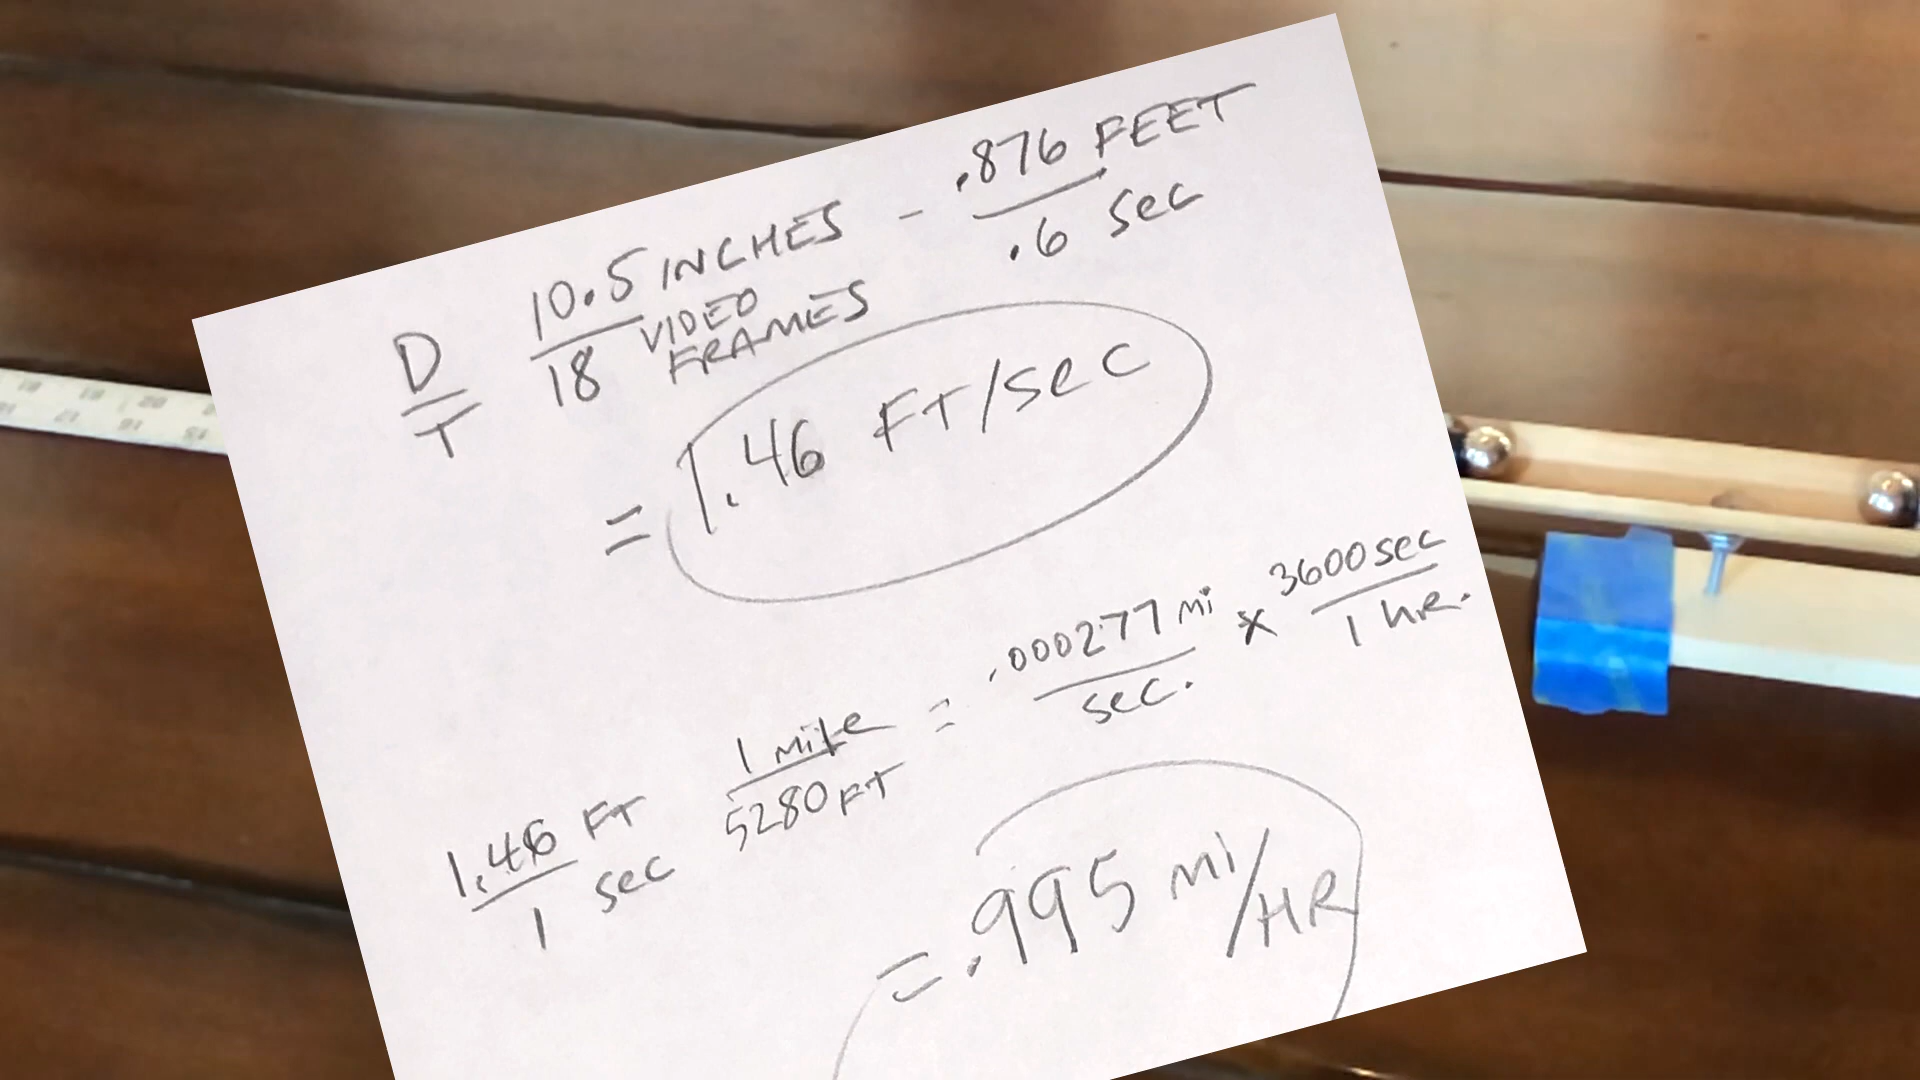 D/T 10.5 INCHES/18 VIDEO FRAMES - .876 FEET/.6 sec
= 1.46 FT/sec
1.46 FT/1 sec 1 mile/5280 FT = .000277 mi/sec. x 3600 sec/1 hr.
= .995 mi/HR